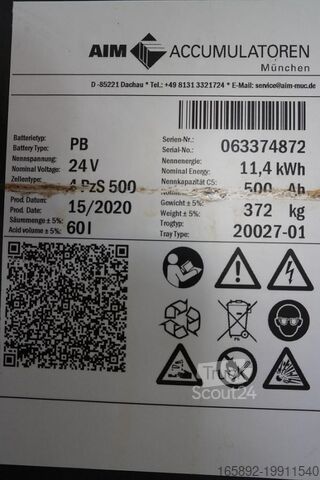 AIM ACCUMULATOREN
München
D -85221 Dachau * Tel.: +49 8131 3321724 * E-Mail: service@aim-muc.de
Batterietyp: PB Serien-Nr.: 063374872
Battery Type: Serial-No.:
Nennspannung: 24 V Nennenergie: 11,4 kWh
Nominal Voltage: Nominal Energy:
Zellentype: 4 PzS 500 Nennkapazität C5: 500 Ah
Prod. Datum: 15/2020 Gewicht ± 5%: 372 kg
Prod. Date: Weight ± 5%:
Säuremenge ± 5%: 60 l Trogtyp: 20027-01
Acid volume ± 5%: Tray Type:
Pb
Truck
Scout24
165892-19911540